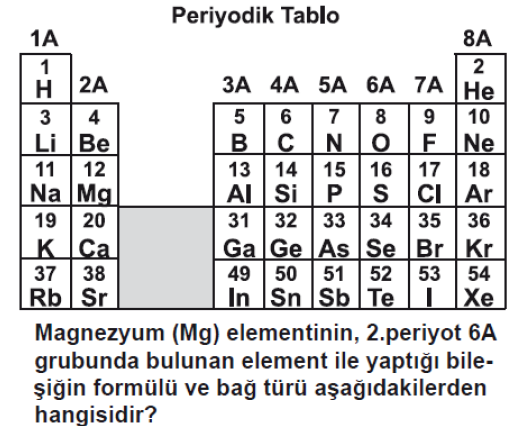 Periyodik Tablo
1A 8A
1 2
H 2A 3A 4A 5A 6A 7A He
3 4 5 6 7 8 9 10
Li Be B C N O F Ne
11 12 13 14 15 16 17 18
Na Mg Al Si P S Cl Ar
19 20 31 32 33 34 35 36
K Ca Ga Ge As Se Br Kr
37 38 49 50 51 52 53 54
Rb Sr In Sn Sb Te I Xe
Magnezyum (Mg) elementinin, 2.periyot 6A
grubunda bulunan element ile yaptığı bile-
şiğin formülü ve bağ türü aşağıdakilerden
hangisidir?